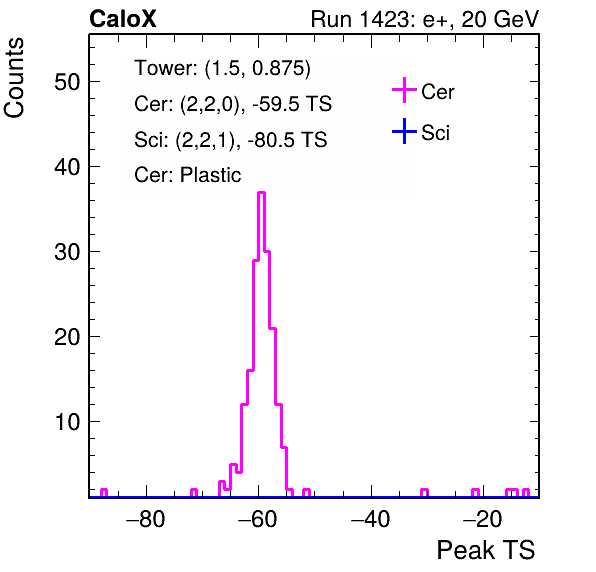 CaloX Run 1423: e+, 20 GeV
Counts
Tower: (1.5, 0.875)
Cer: (2,2,0), -59.5 TS
Sci: (2,2,1), -80.5 TS
Cer: Plastic
Cer
Sci
50
40
30
20
10
−80 −60 −40 −20
Peak TS